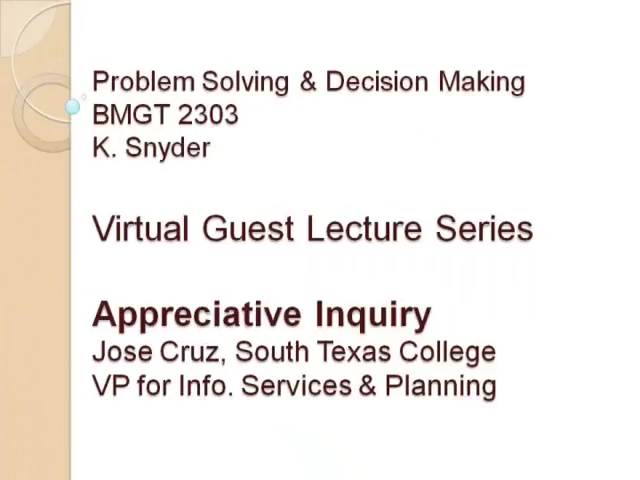 Problem Solving & Decision Making
BMGT 2303
K. Snyder
Virtual Guest Lecture Series
Appreciative Inquiry
Jose Cruz, South Texas College
VP for Info. Services & Planning